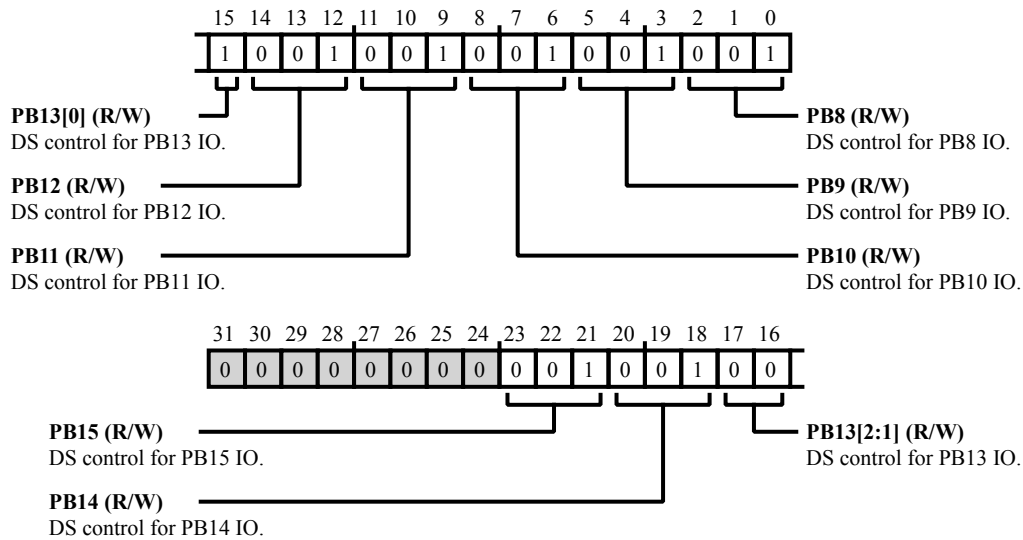 15 14 13 12 11 10 9 8 7 6 5 4 3 2 1 0
1 0 0 1 0 0 1 0 0 1 0 0 1 0 0 1
PB13[0] (R/W)
DS control for PB13 IO.
PB8 (R/W)
DS control for PB8 IO.
PB12 (R/W)
DS control for PB12 IO.
PB9 (R/W)
DS control for PB9 IO.
PB11 (R/W)
DS control for PB11 IO.
PB10 (R/W)
DS control for PB10 IO.
31 30 29 28 27 26 25 24 23 22 21 20 19 18 17 16
0 0 0 0 0 0 0 0 0 0 1 0 0 1 0 0
PB15 (R/W)
DS control for PB15 IO.
PB13[2:1] (R/W)
DS control for PB13 IO.
PB14 (R/W)
DS control for PB14 IO.